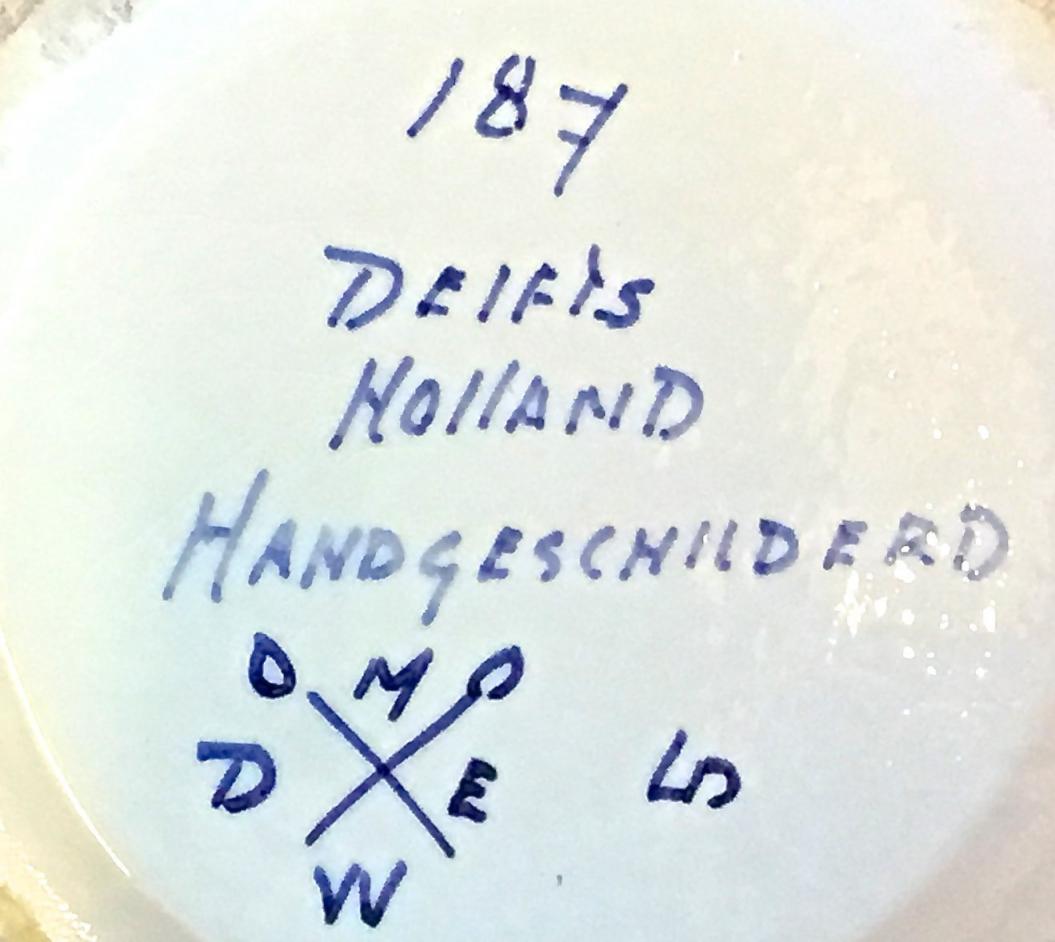 187
DElFtS
HOllAND
HANDgESCHIlDERD
O M O
D E LD
W